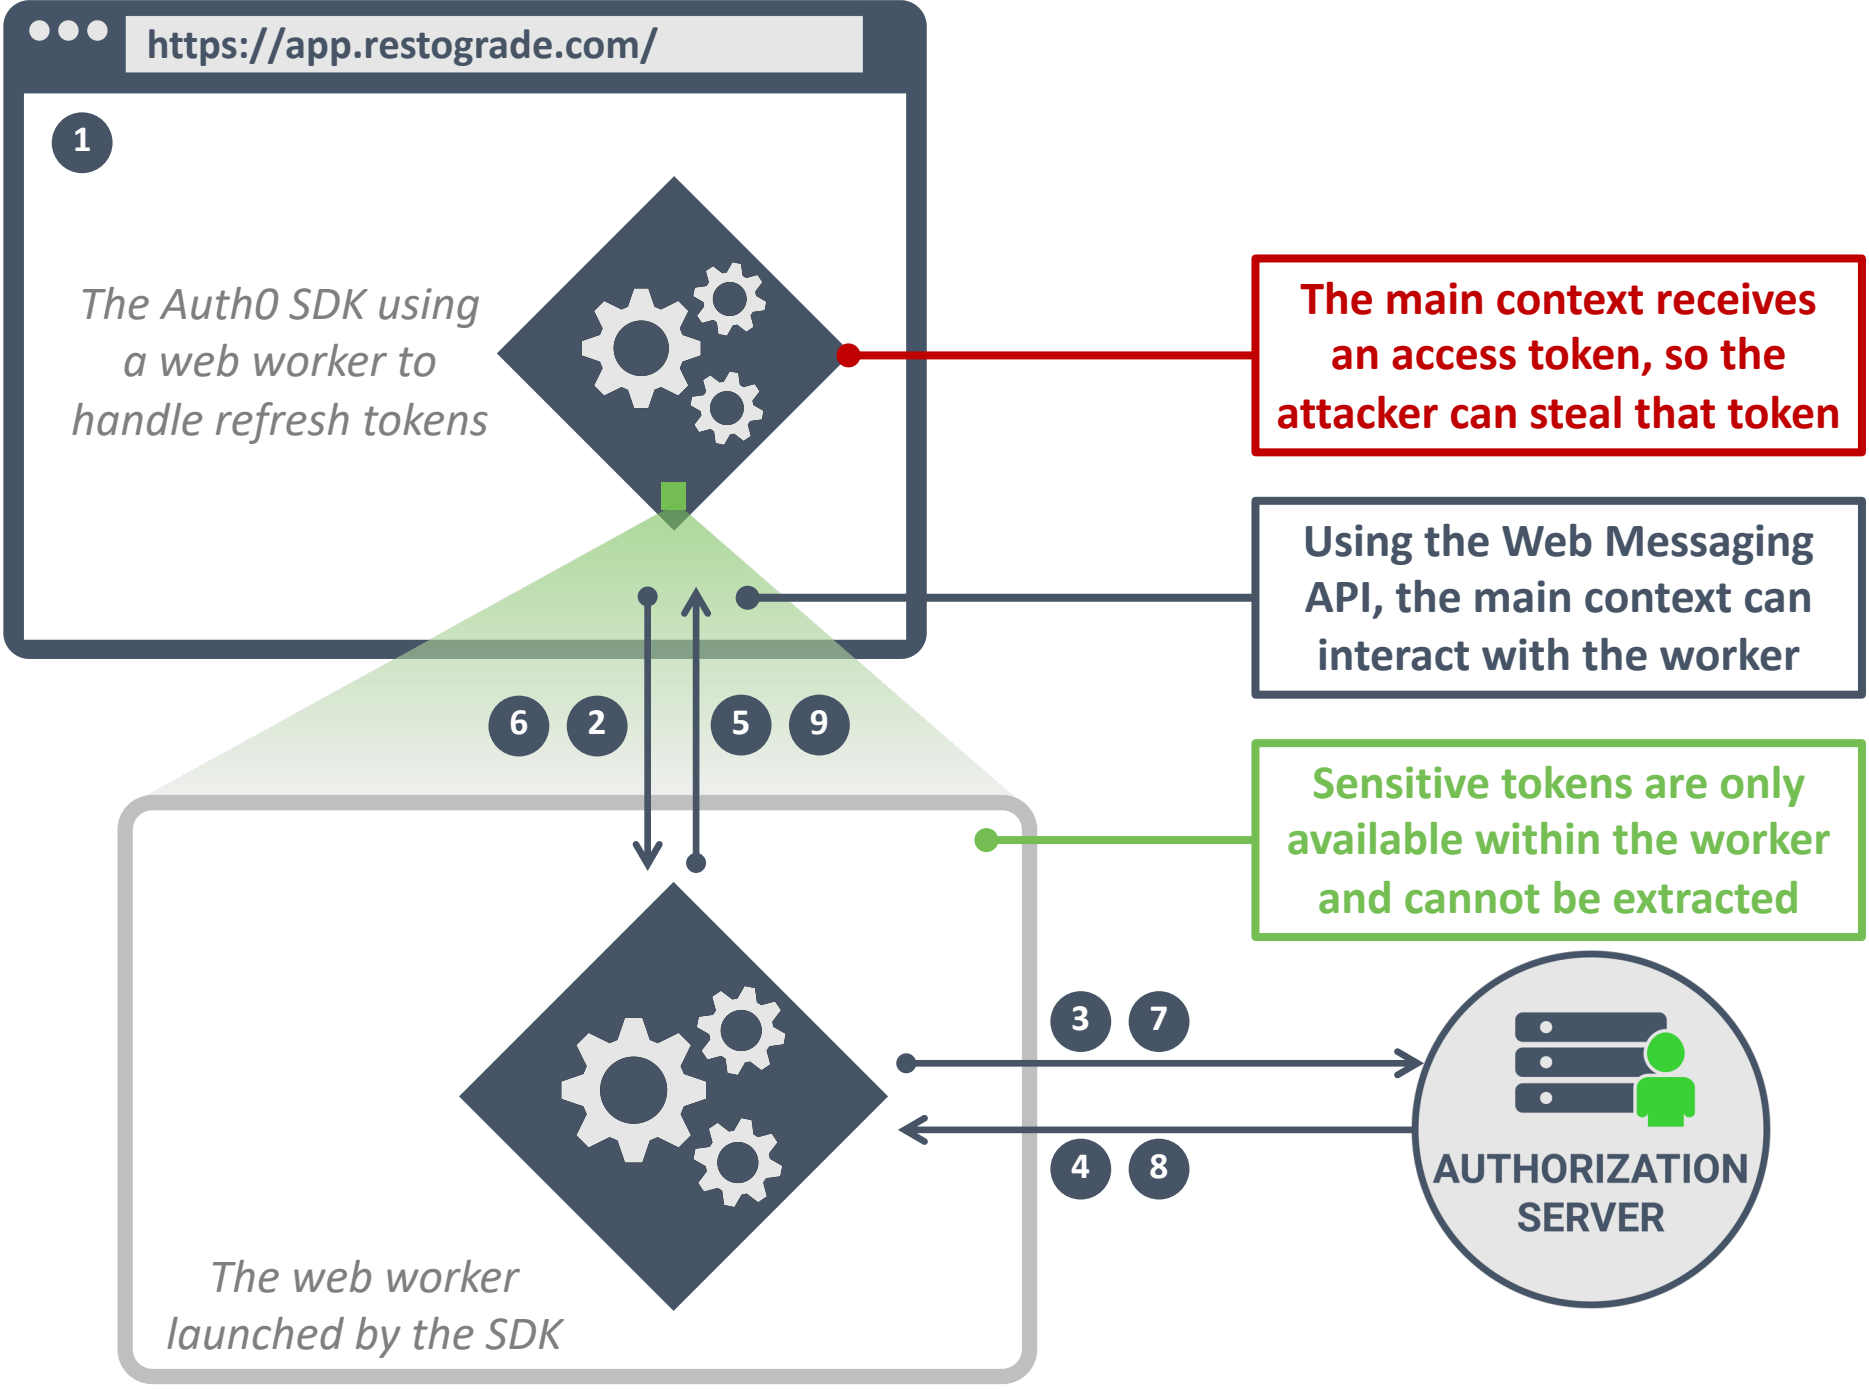 https://app.restograde.com/
1
The Auth0 SDK using
a web worker to
handle refresh tokens
The main context receives
an access token, so the
attacker can steal that token
Using the Web Messaging
API, the main context can
interact with the worker
6 2 5 9
Sensitive tokens are only
available within the worker
and cannot be extracted
3 7
4 8
AUTHORIZATION
SERVER
The web worker
launched by the SDK